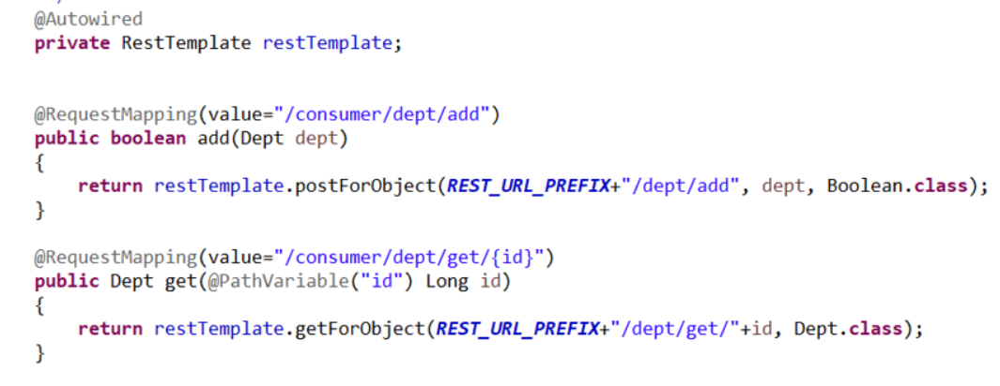 @Autowired
private RestTemplate restTemplate;
@RequestMapping(value="/consumer/dept/add")
public boolean add(Dept dept)
{
    return restTemplate.postForObject(REST_URL_PREFIX+"/dept/add", dept, Boolean.class);
}
@RequestMapping(value="/consumer/dept/get/{id}")
public Dept get(@PathVariable("id") Long id)
{
    return restTemplate.getForObject(REST_URL_PREFIX+"/dept/get/"+id, Dept.class);
}